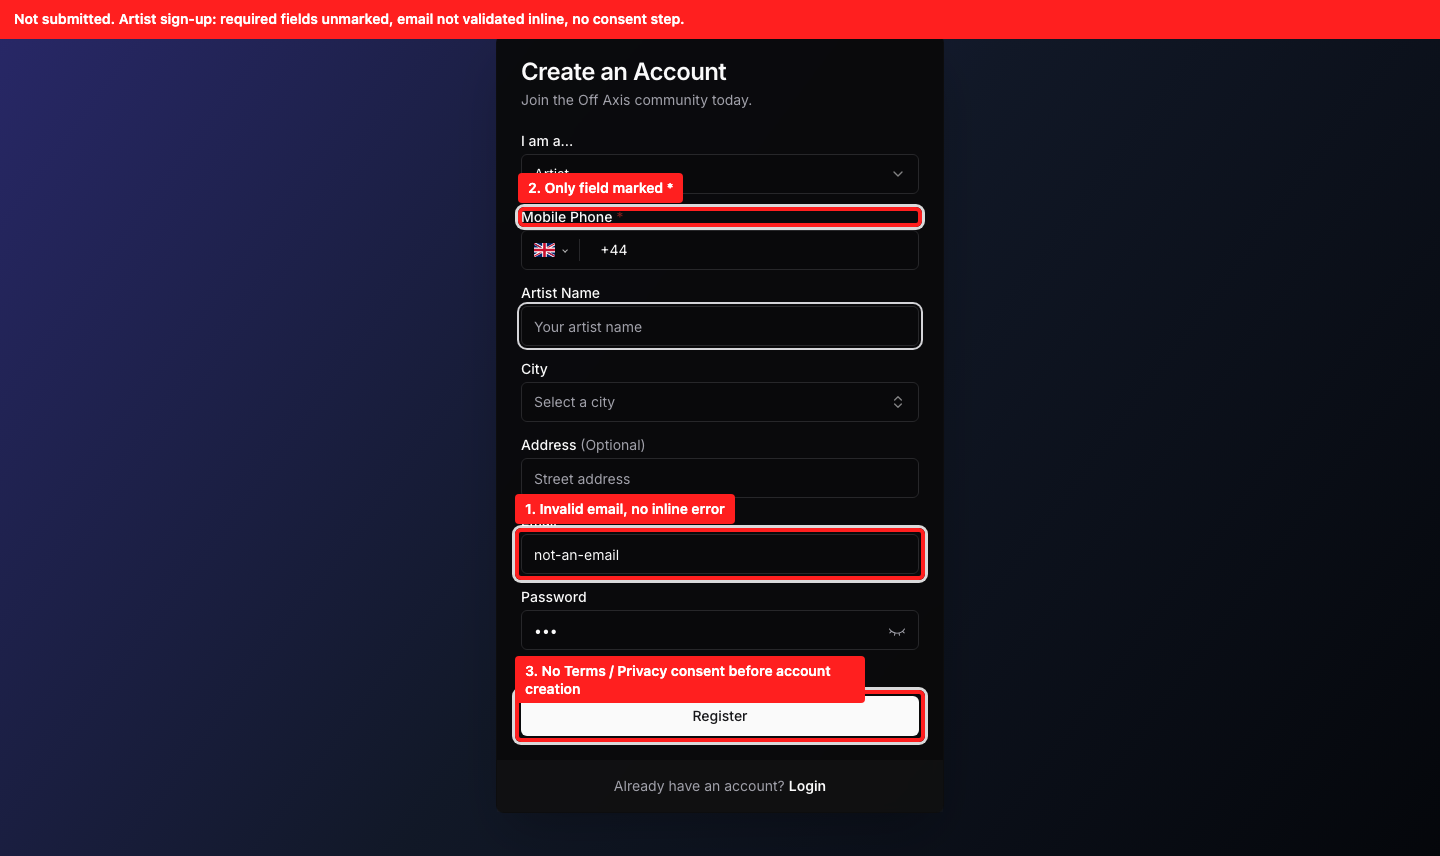 Not submitted. Artist sign-up: required fields unmarked, email not validated inline, no consent step.
Create an Account
Join the Off Axis community today.
I am a...
Artist
2. Only field marked *
Mobile Phone *
+44
Artist Name
Your artist name
City
Select a city
Address (Optional)
Street address
1. Invalid email, no inline error
not-an-email
Password
3. No Terms / Privacy consent before account
creation
Register
Already have an account? Login